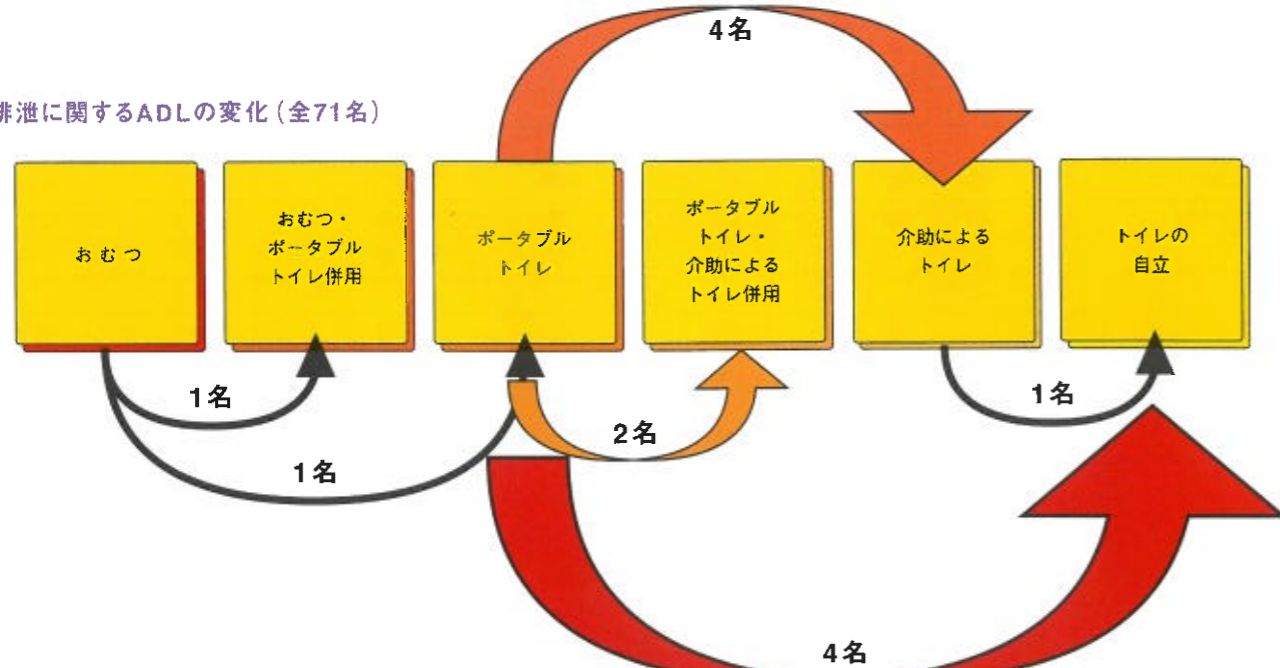 4名
排泄に関するADLの変化（全71名）
おむつ
おむつ・
ポータブル
トイレ併用
ポータブル
トイレ
ポータブル
トイレ・
介助による
トイレ併用
介助による
トイレ
トイレの
自立
1名
1名
2名
1名
4名